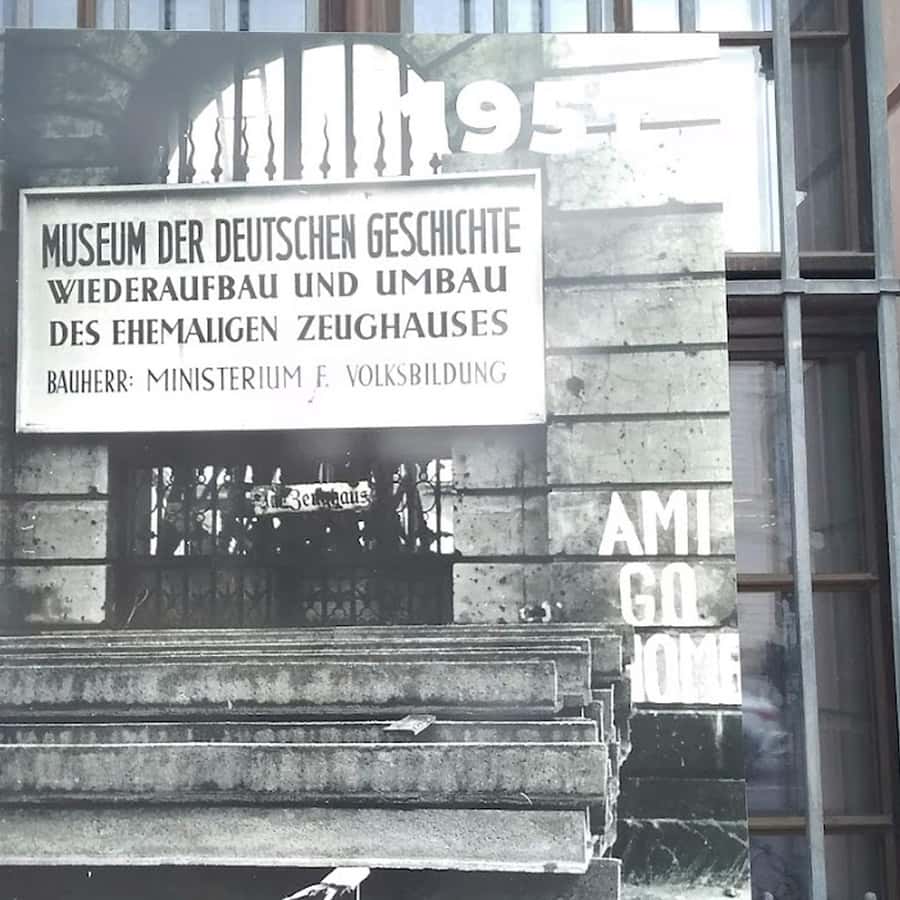 195
MUSEUM DER DEUTSCHEN GESCHICHTE
WIEDERAUFBAU UND UMBAU
DES EHEMALIGEN ZEUGHAUSES
BAUHERR: MINISTERIUM F. VOLKSBILDUNG
Zeughaus
AMI
GO
HOME